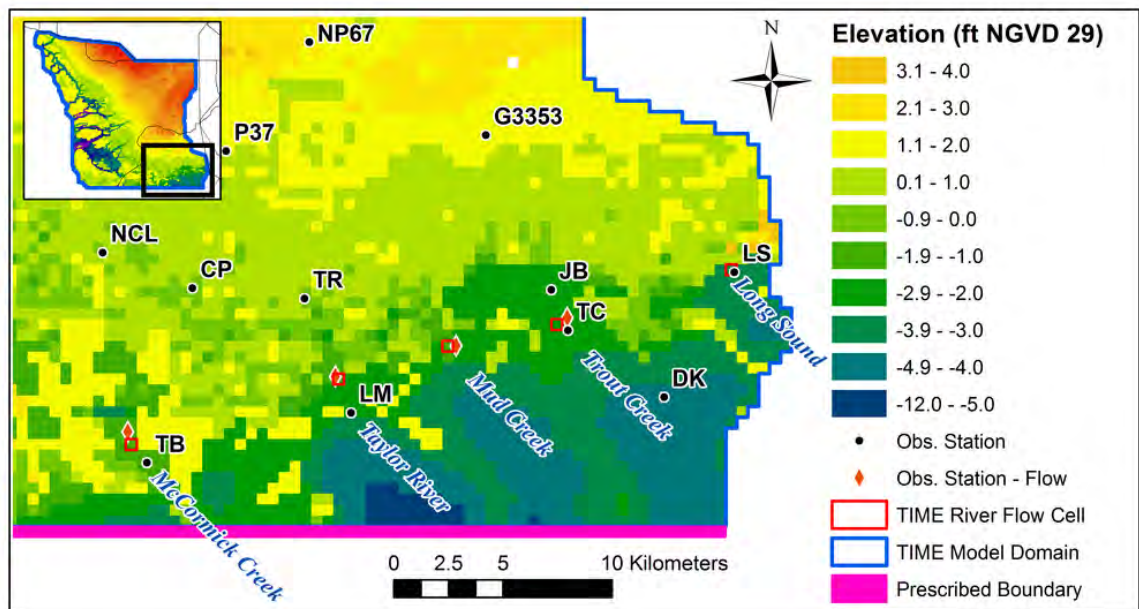 NP67
N
G3353
P37
NCL
CP
TR
JB
LS
TC
Long Sound
DK
Trout Creek
Mud Creek
LM
Taylor River
TB
McCormick Creek
0 2.5 5 10 Kilometers
Elevation (ft NGVD 29)
3.1 - 4.0
2.1 - 3.0
1.1 - 2.0
0.1 - 1.0
-0.9 - 0.0
-1.9 - -1.0
-2.9 - -2.0
-3.9 - -3.0
-4.9 - -4.0
-12.0 - -5.0
Obs. Station
Obs. Station - Flow
TIME River Flow Cell
TIME Model Domain
Prescribed Boundary